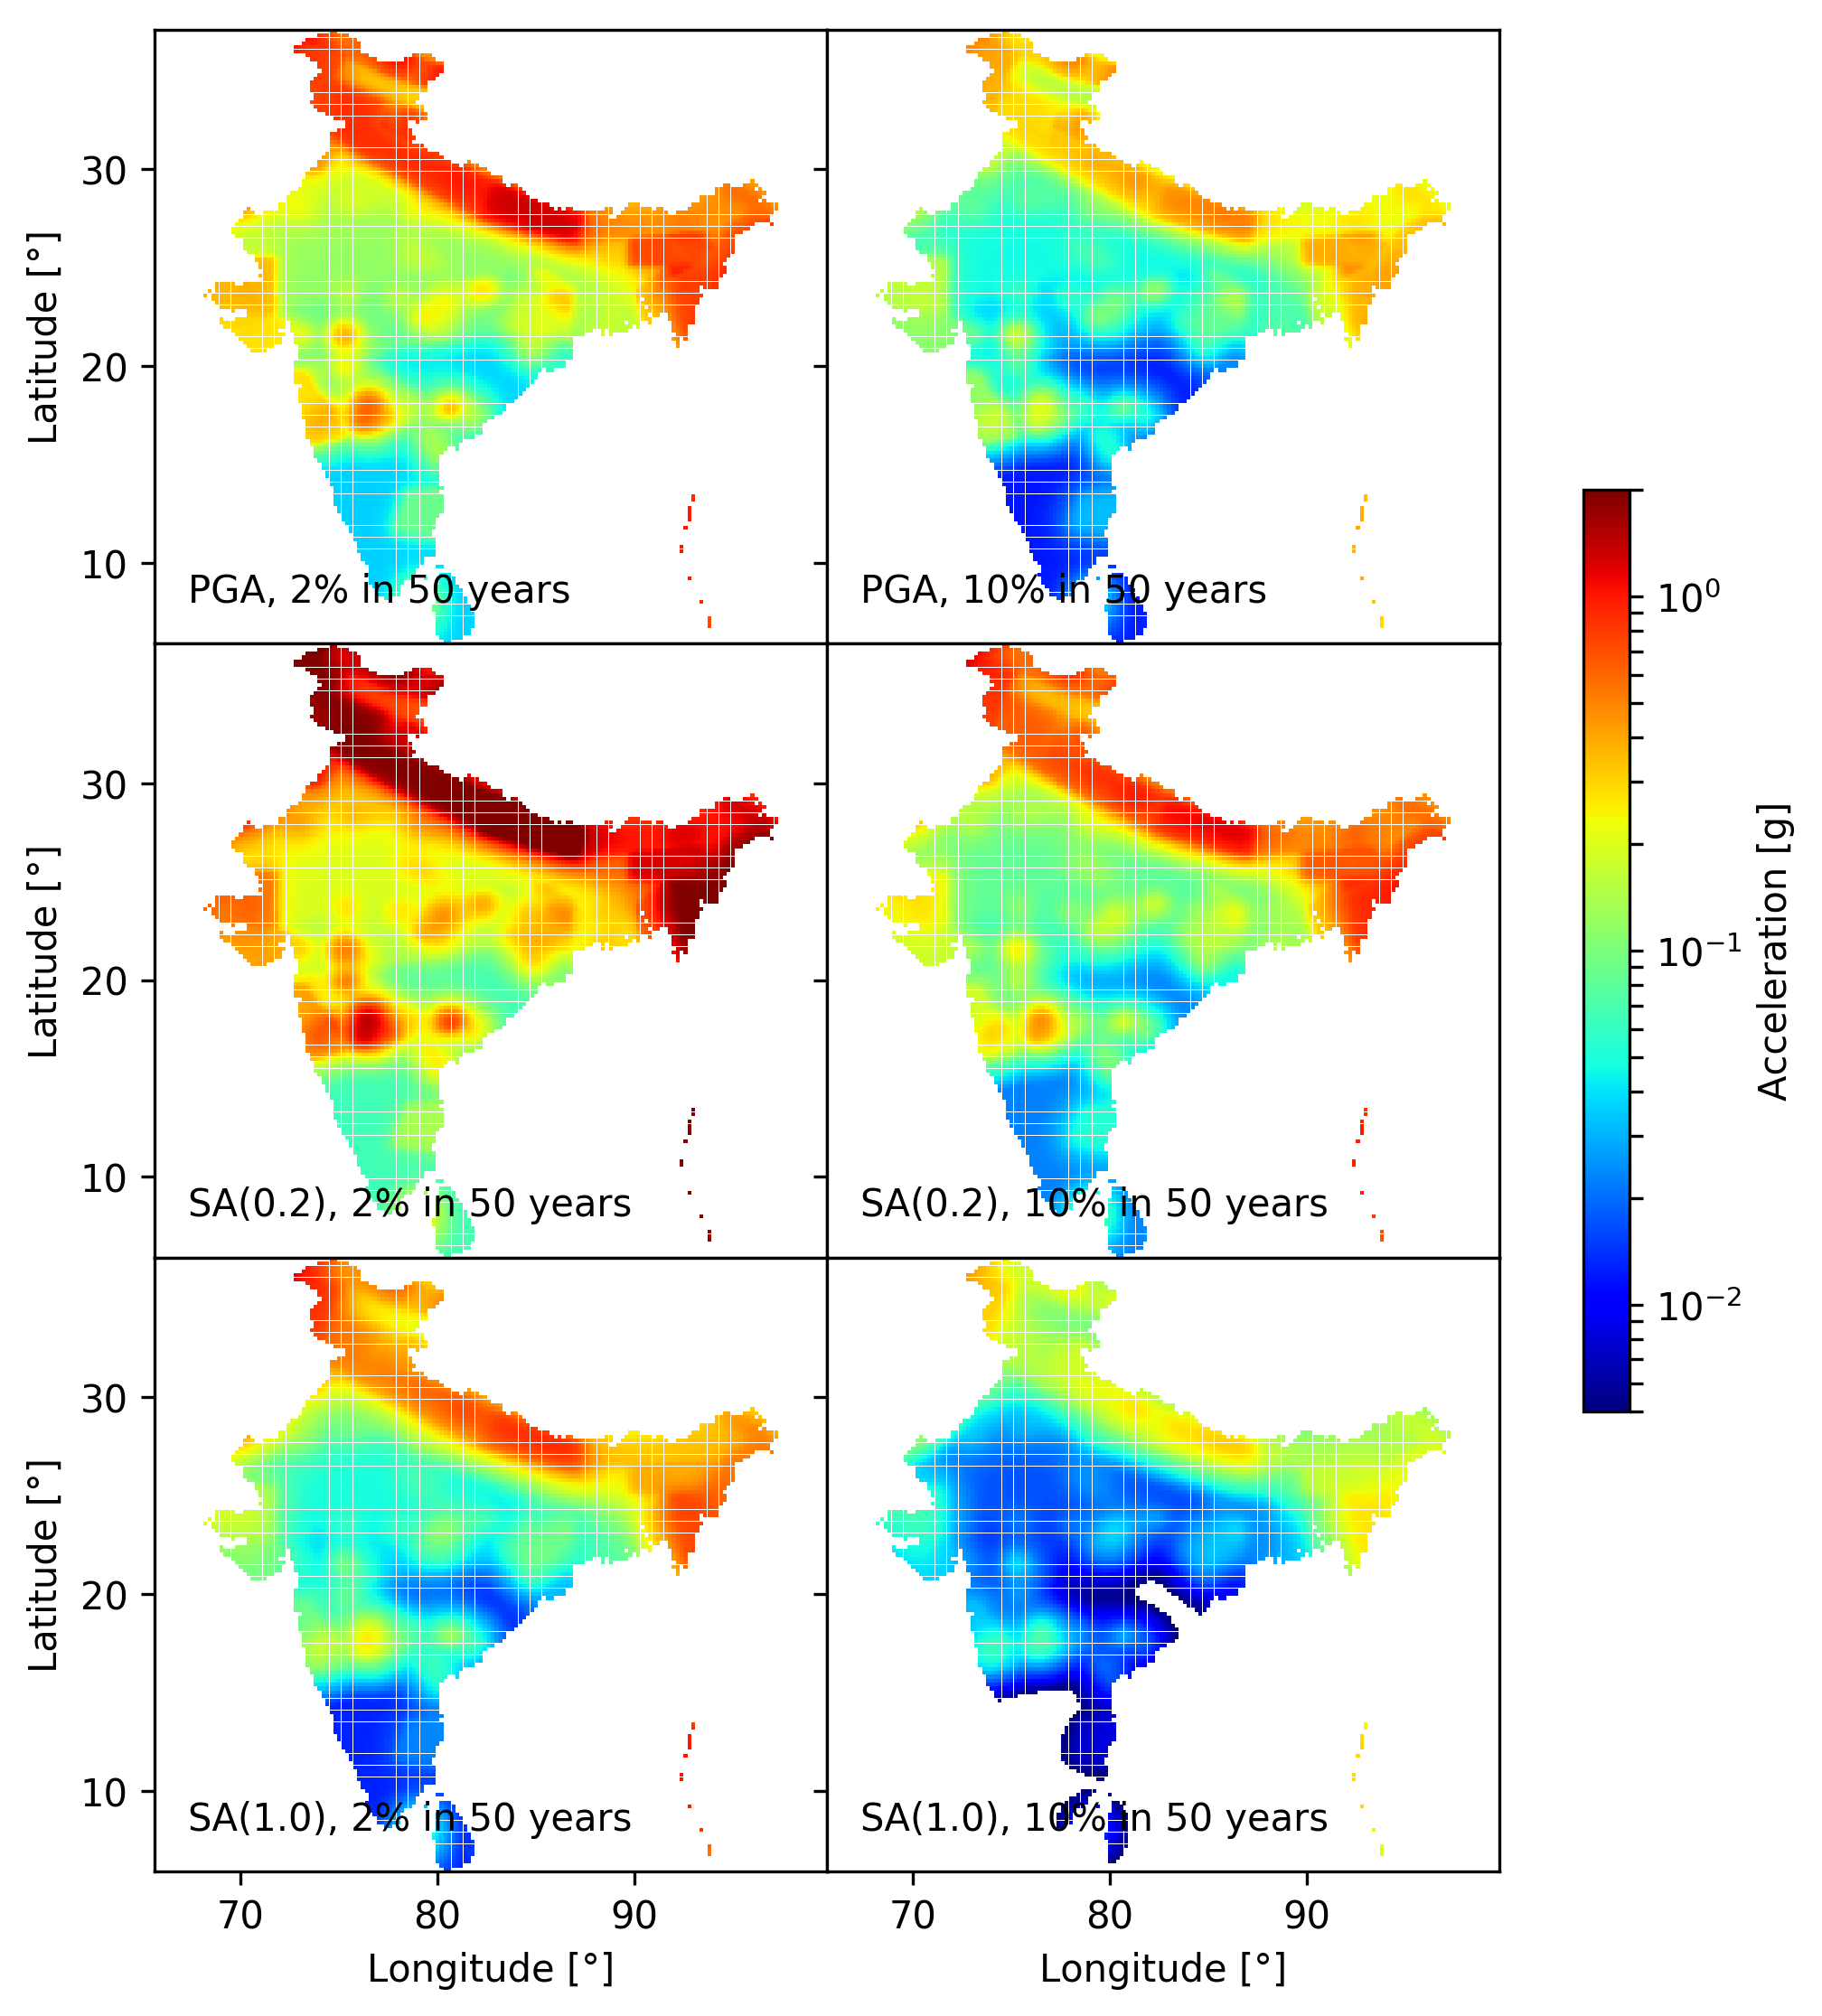 Latitude [°]
30
20
10
PGA, 2% in 50 years
PGA, 10% in 50 years
Latitude [°]
30
20
10
SA(0.2), 2% in 50 years
SA(0.2), 10% in 50 years
Latitude [°]
30
20
10
SA(1.0), 2% in 50 years
SA(1.0), 10% in 50 years
70 80 90
70 80 90
Longitude [°]
Longitude [°]
10⁰
10⁻¹
10⁻²
Acceleration [g]